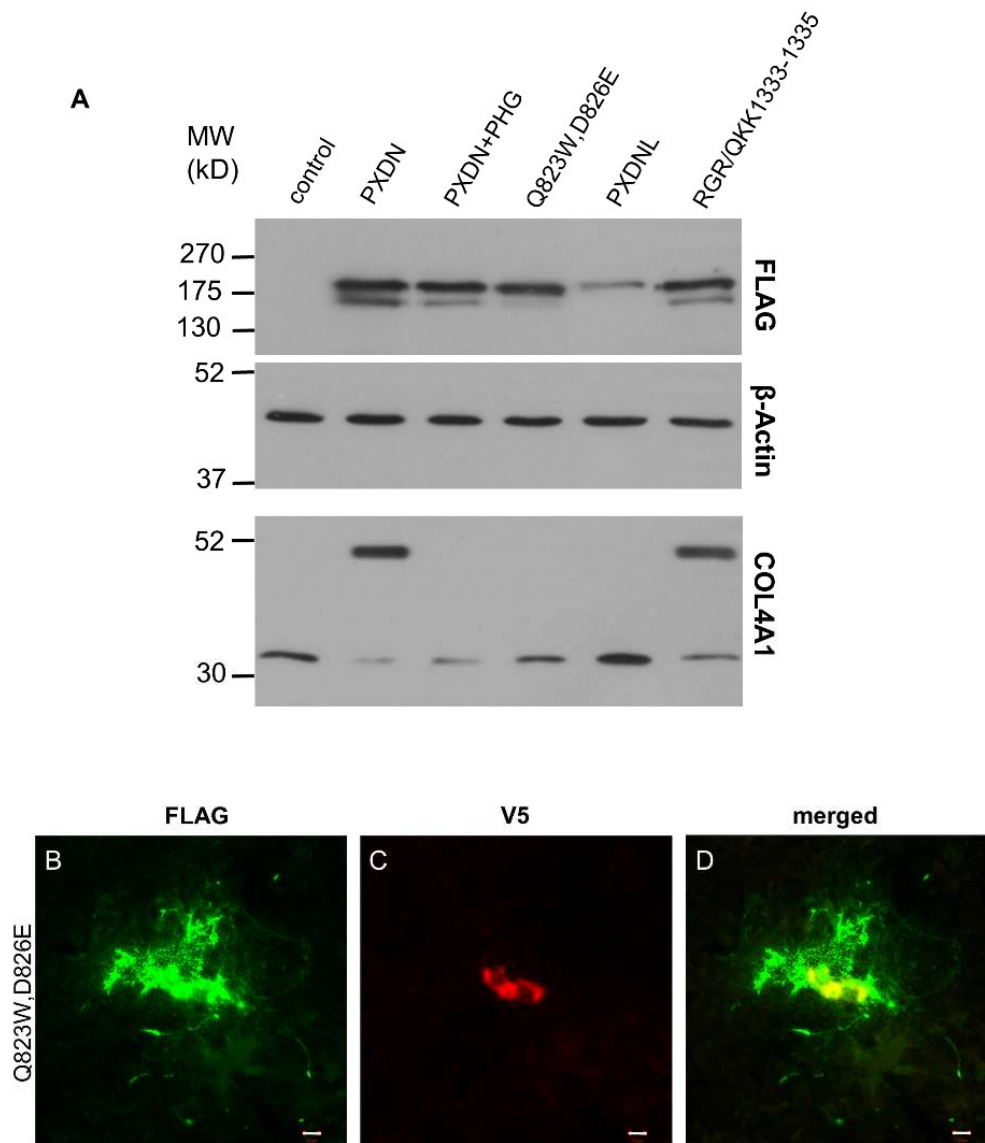 A
MW
(kD)
control
PXDN
PXDN+PHG
Q823W,D826E
PXDNL
RGR/QKK1333-1335
270
175
130
FLAG
52
37
β-Actin
52
30
COL4A1
FLAG
V5
merged
Q823W,D826E
B
C
D